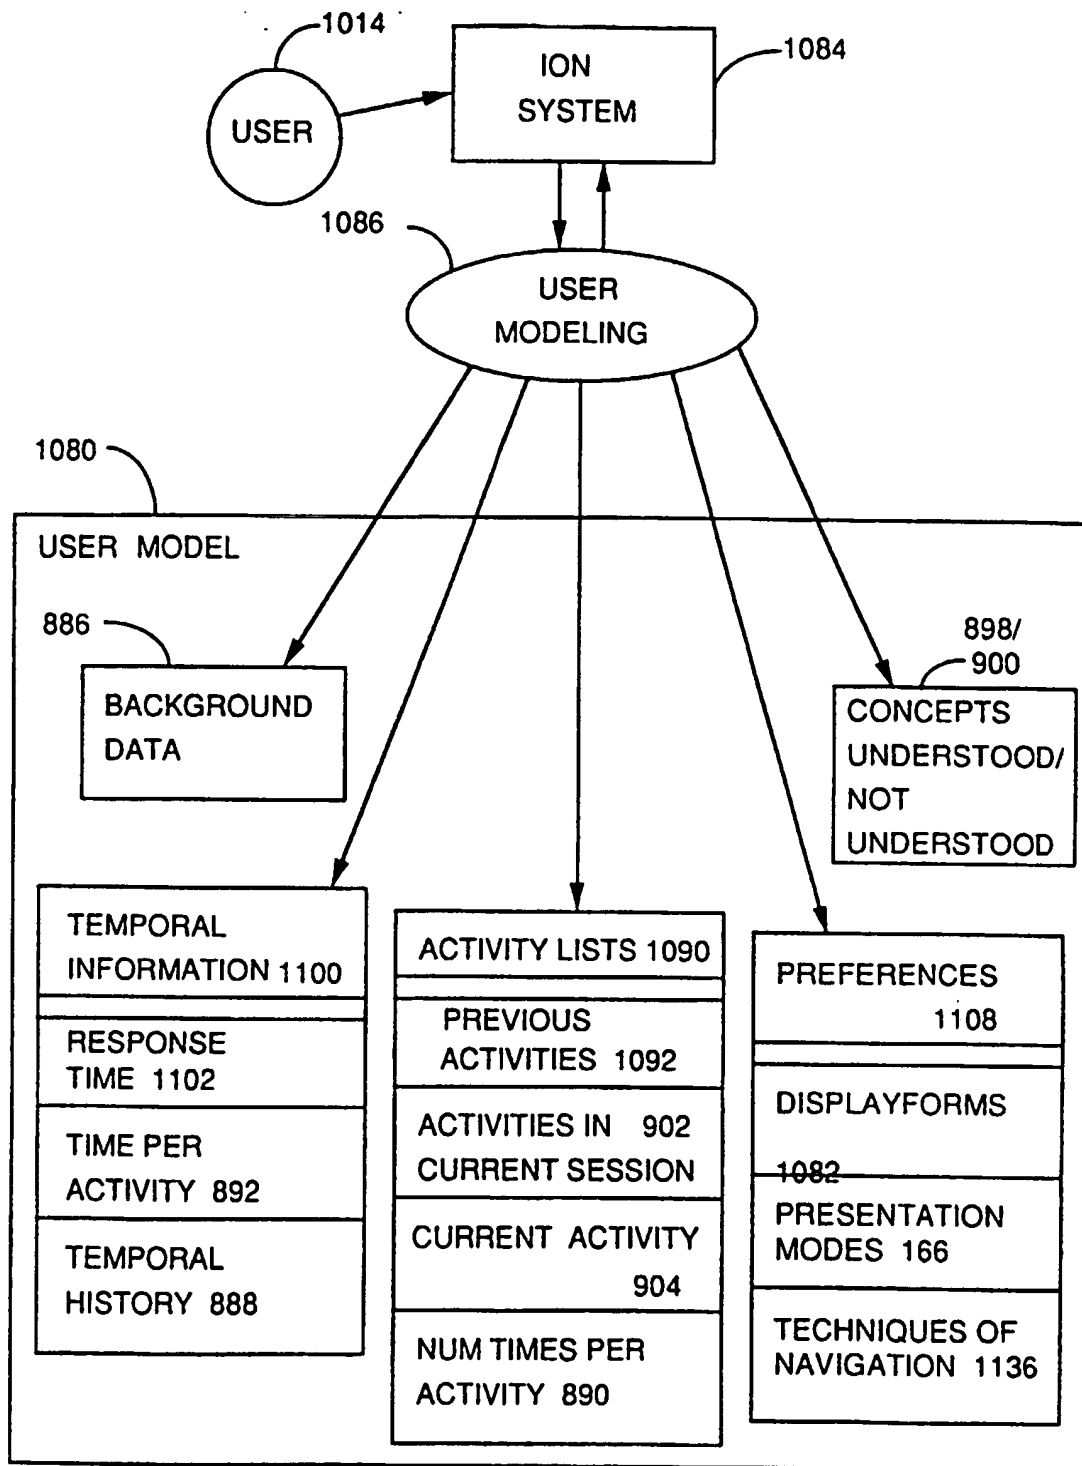 1014
USER
ION
SYSTEM
1084
1086
USER
MODELING
1080
USER MODEL
886
BACKGROUND
DATA
898/
900
CONCEPTS
UNDERSTOOD/
NOT
UNDERSTOOD
TEMPORAL
INFORMATION 1100
RESPONSE
TIME 1102
TIME PER
ACTIVITY 892
TEMPORAL
HISTORY 888
ACTIVITY LISTS 1090
PREVIOUS
ACTIVITIES 1092
ACTIVITIES IN 902
CURRENT SESSION
CURRENT ACTIVITY
904
NUM TIMES PER
ACTIVITY 890
PREFERENCES
1108
DISPLAYFORMS
1082
PRESENTATION
MODES 166
TECHNIQUES OF
NAVIGATION 1136